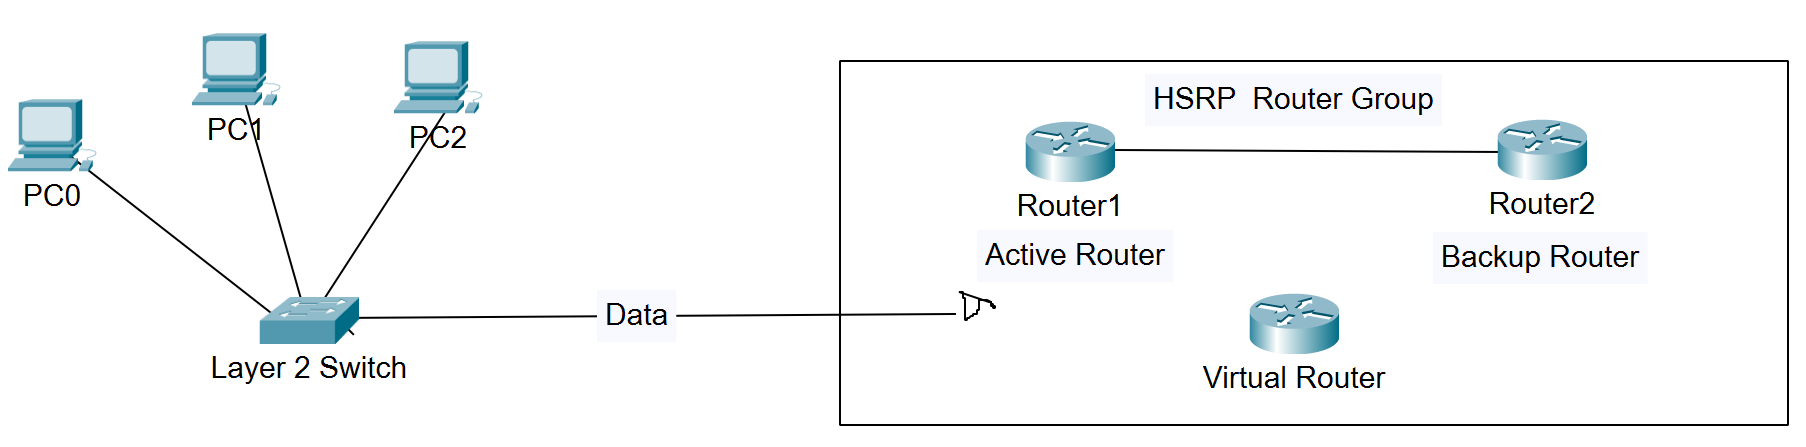 PC0
PC1
PC2
Layer 2 Switch
Data
HSRP  Router Group
Router1
Active Router
Router2
Backup Router
Virtual Router